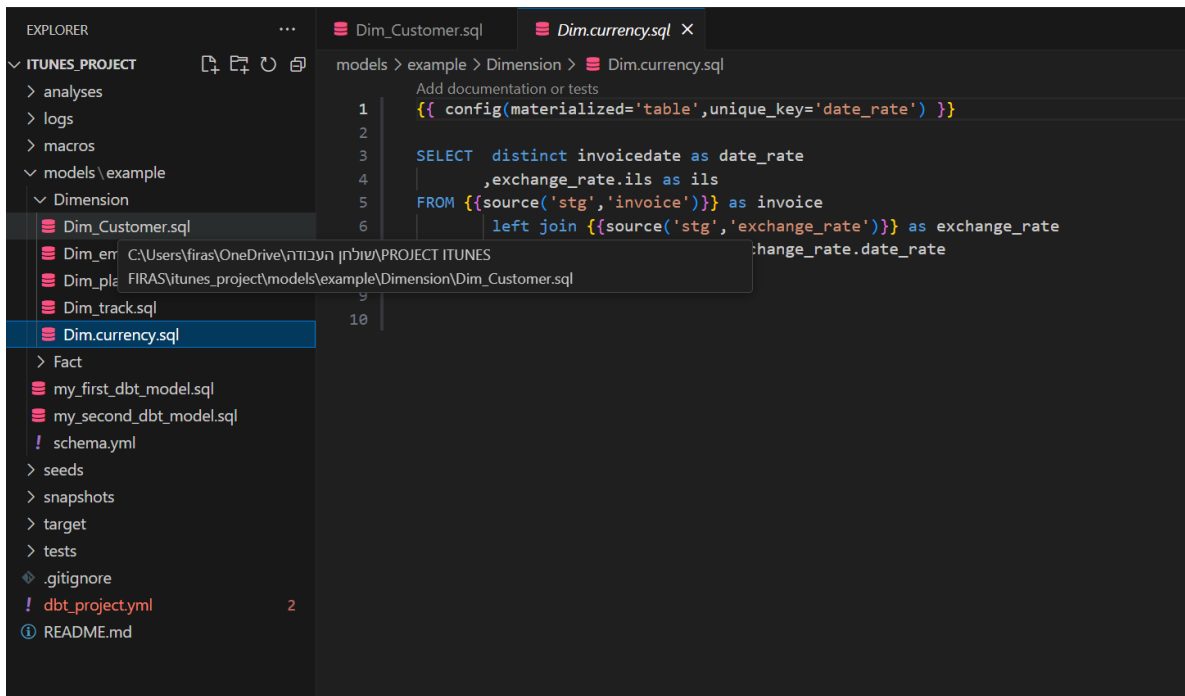 EXPLORER ...
Dim_Customer.sql Dim.currency.sql
ITUNES_PROJECT
models > example > Dimension > Dim.currency.sql
analyses
logs
macros
models\example
Dimension
Dim_Customer.sql
Dim_em
Dim_pla
Dim_track.sql
Dim.currency.sql
Fact
my_first_dbt_model.sql
my_second_dbt_model.sql
! schema.yml
seeds
snapshots
target
tests
.gitignore
! dbt_project.yml 2
README.md
C:\Users\firas\OneDrive\שולחן העבודה\PROJECT ITUNES
FIRAS\itunes_project\models\example\Dimension\Dim_Customer.sql
Add documentation or tests
1 {{ config(materialized='table',unique_key='date_rate') }}
2
3 SELECT distinct invoicedate as date_rate
4 ,exchange_rate.ils as ils
5 FROM {{source('stg','invoice')}} as invoice
6 left join {{source('stg','exchange_rate')}} as exchange_rate
change_rate.date_rate
9
10